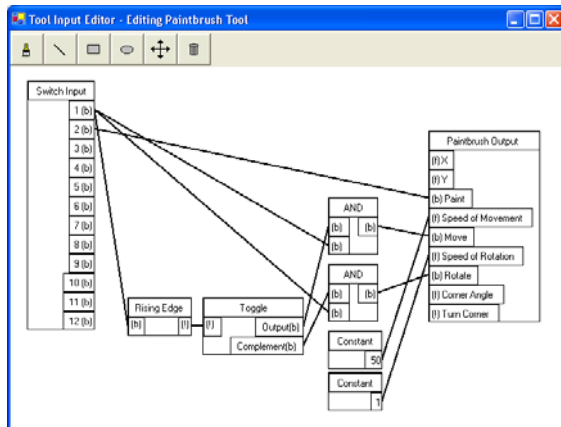 Tool Input Editor - Editing Paintbrush Tool
Switch Input
1 (b)
2 (b)
3 (b)
4 (b)
5 (b)
6 (b)
7 (b)
8 (b)
9 (b)
10 (b)
11 (b)
12 (b)
Rising Edge
(b) (!)
Toggle
(!)
Output(b)
Complement(b)
AND
(b) (b)
(b)
AND
(b) (b)
(b)
Constant
50
Constant
1
Paintbrush Output
(f) X
(f) Y
(b) Paint
(f) Speed of Movement
(b) Move
(f) Speed of Rotation
(b) Rotate
(!) Corner Angle
(!) Turn Corner